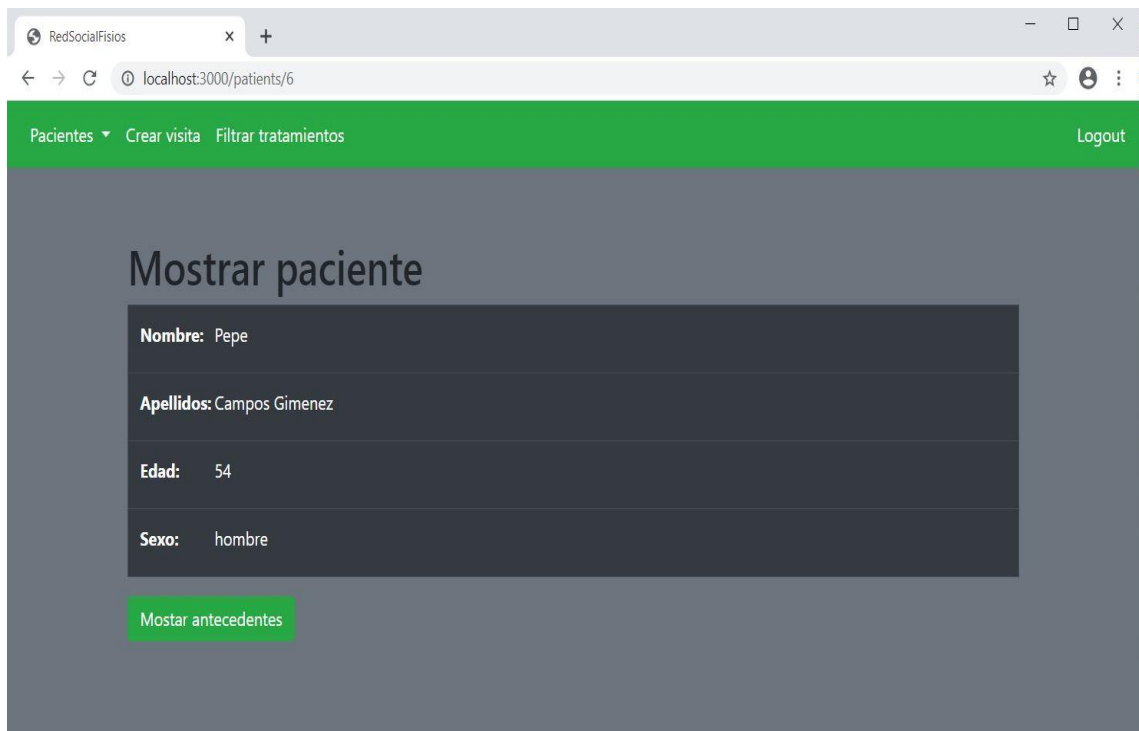 RedSocialFisios
localhost:3000/patients/6
Pacientes Crear visita Filtrar tratamientos Logout
Mostrar paciente
Nombre: Pepe
Apellidos: Campos Gimenez
Edad: 54
Sexo: hombre
Mostar antecedentes